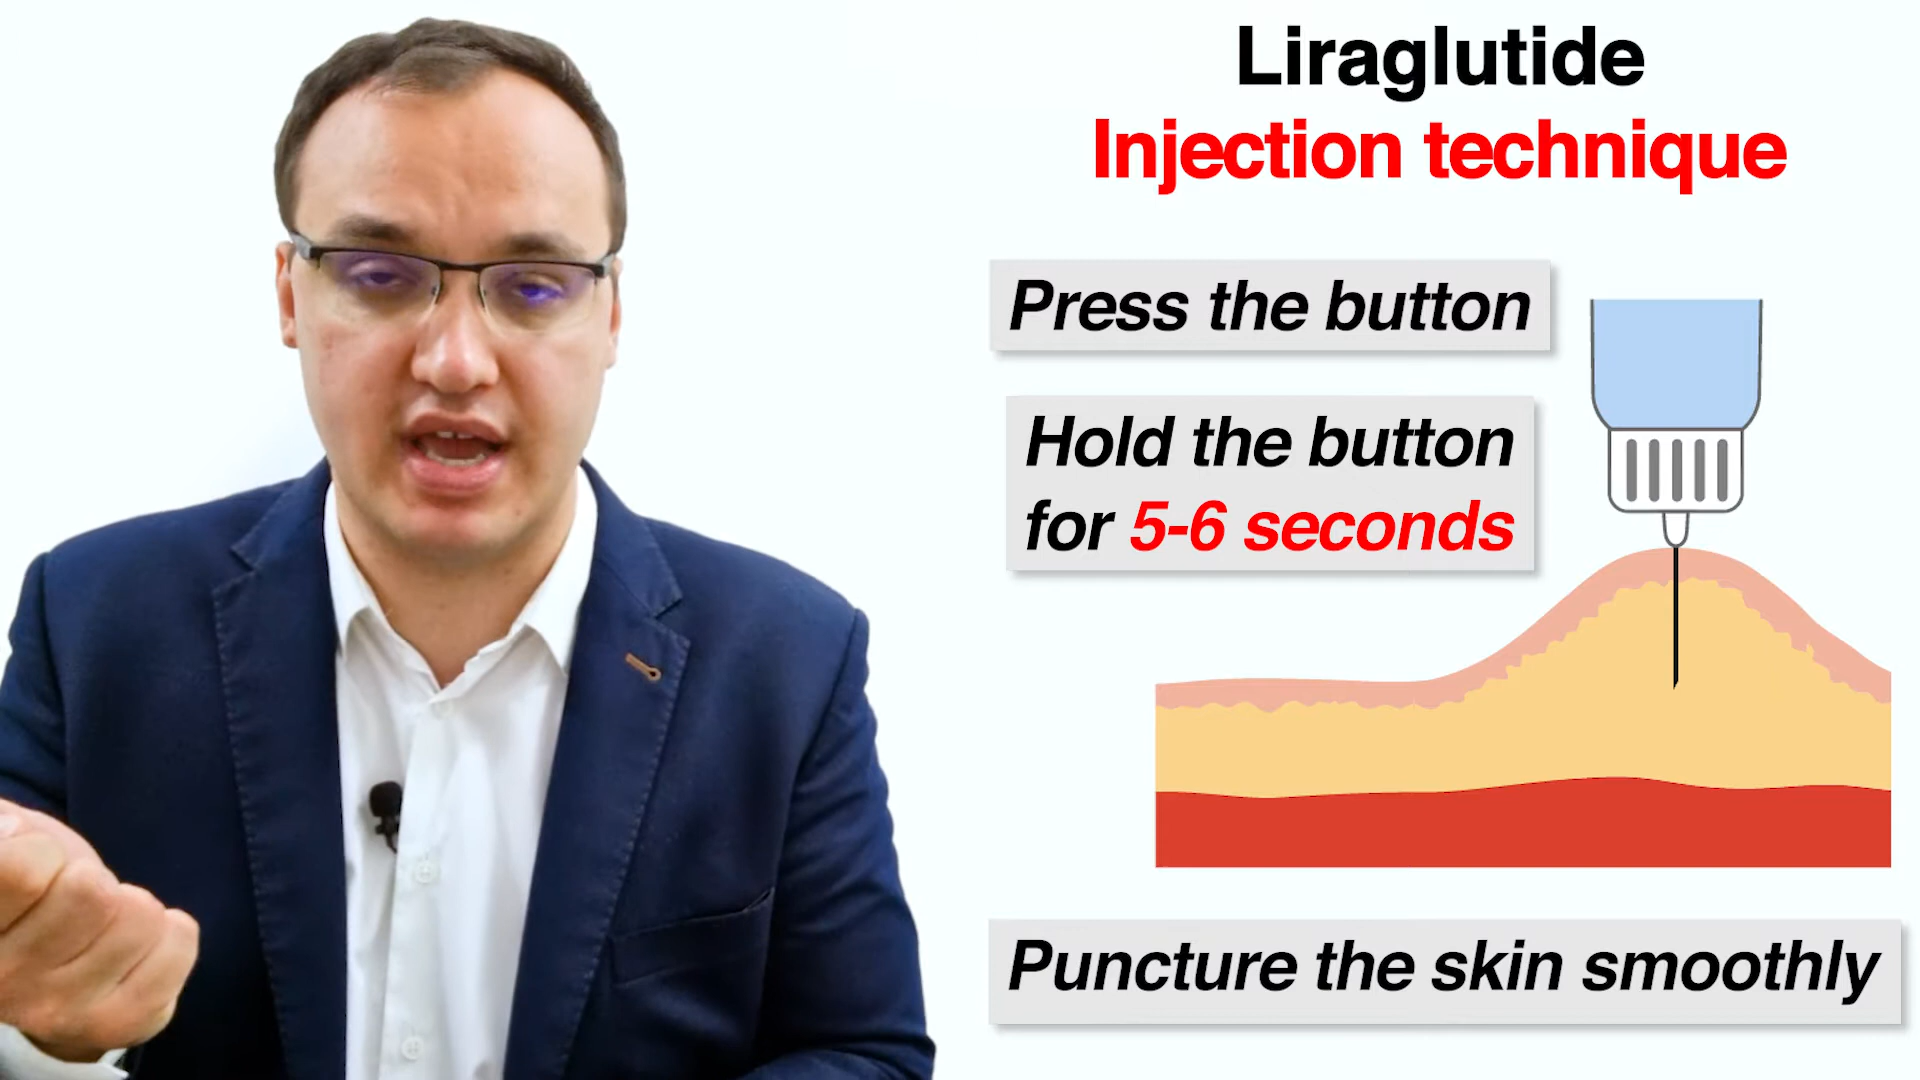 Liraglutide
Injection technique
Press the button
Hold the button
for 5-6 seconds
Puncture the skin smoothly